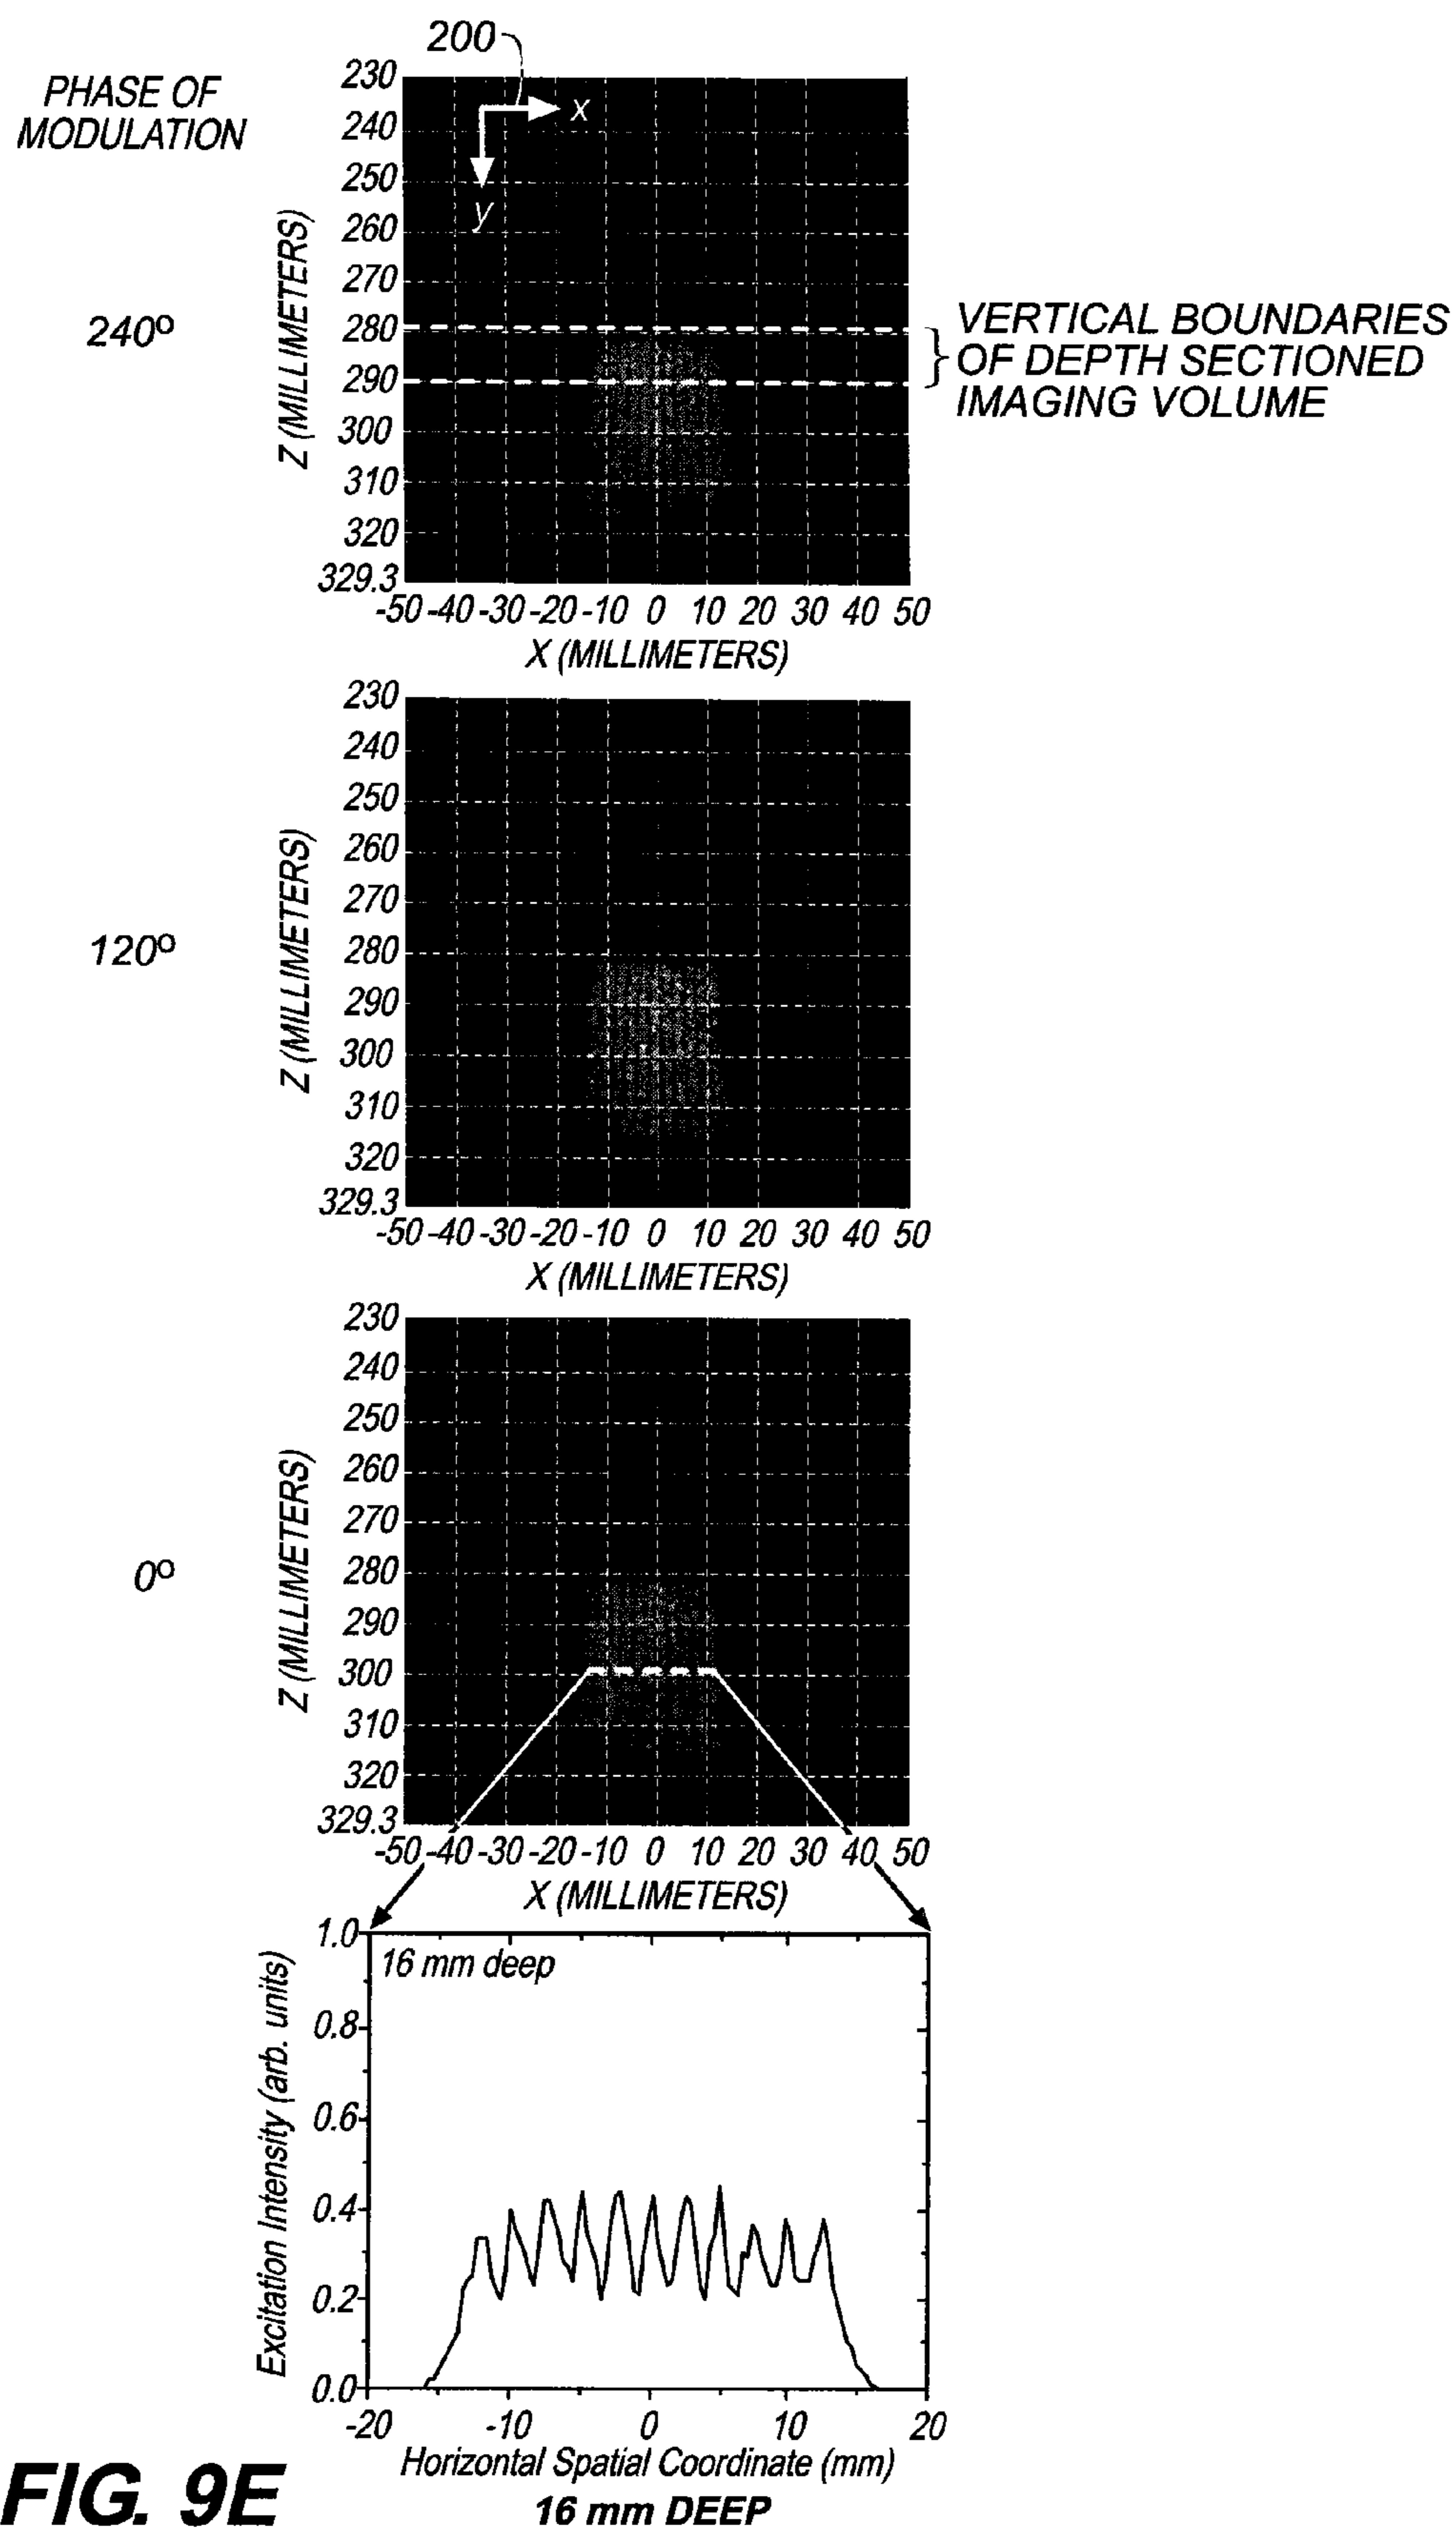 200
PHASE OF
MODULATION
230
240
250
260
270
280
290
300
310
320
329.3
Z (MILLIMETERS)
x
y
240º
VERTICAL BOUNDARIES
OF DEPTH SECTIONED
IMAGING VOLUME
-50 -40 -30 -20 -10 0 10 20 30 40 50
X (MILLIMETERS)
230
240
250
260
270
280
290
300
310
320
329.3
Z (MILLIMETERS)
120º
-50 -40 -30 -20 -10 0 10 20 30 40 50
X (MILLIMETERS)
230
240
250
260
270
280
290
300
310
320
329.3
Z (MILLIMETERS)
0º
-50 -40 -30 -20 -10 0 10 20 30 40 50
X (MILLIMETERS)
1.0
0.8
0.6
0.4
0.2
0.0
Excitation Intensity (arb. units)
16 mm deep
-20 -10 0 10 20
Horizontal Spatial Coordinate (mm)
16 mm DEEP
FIG. 9E